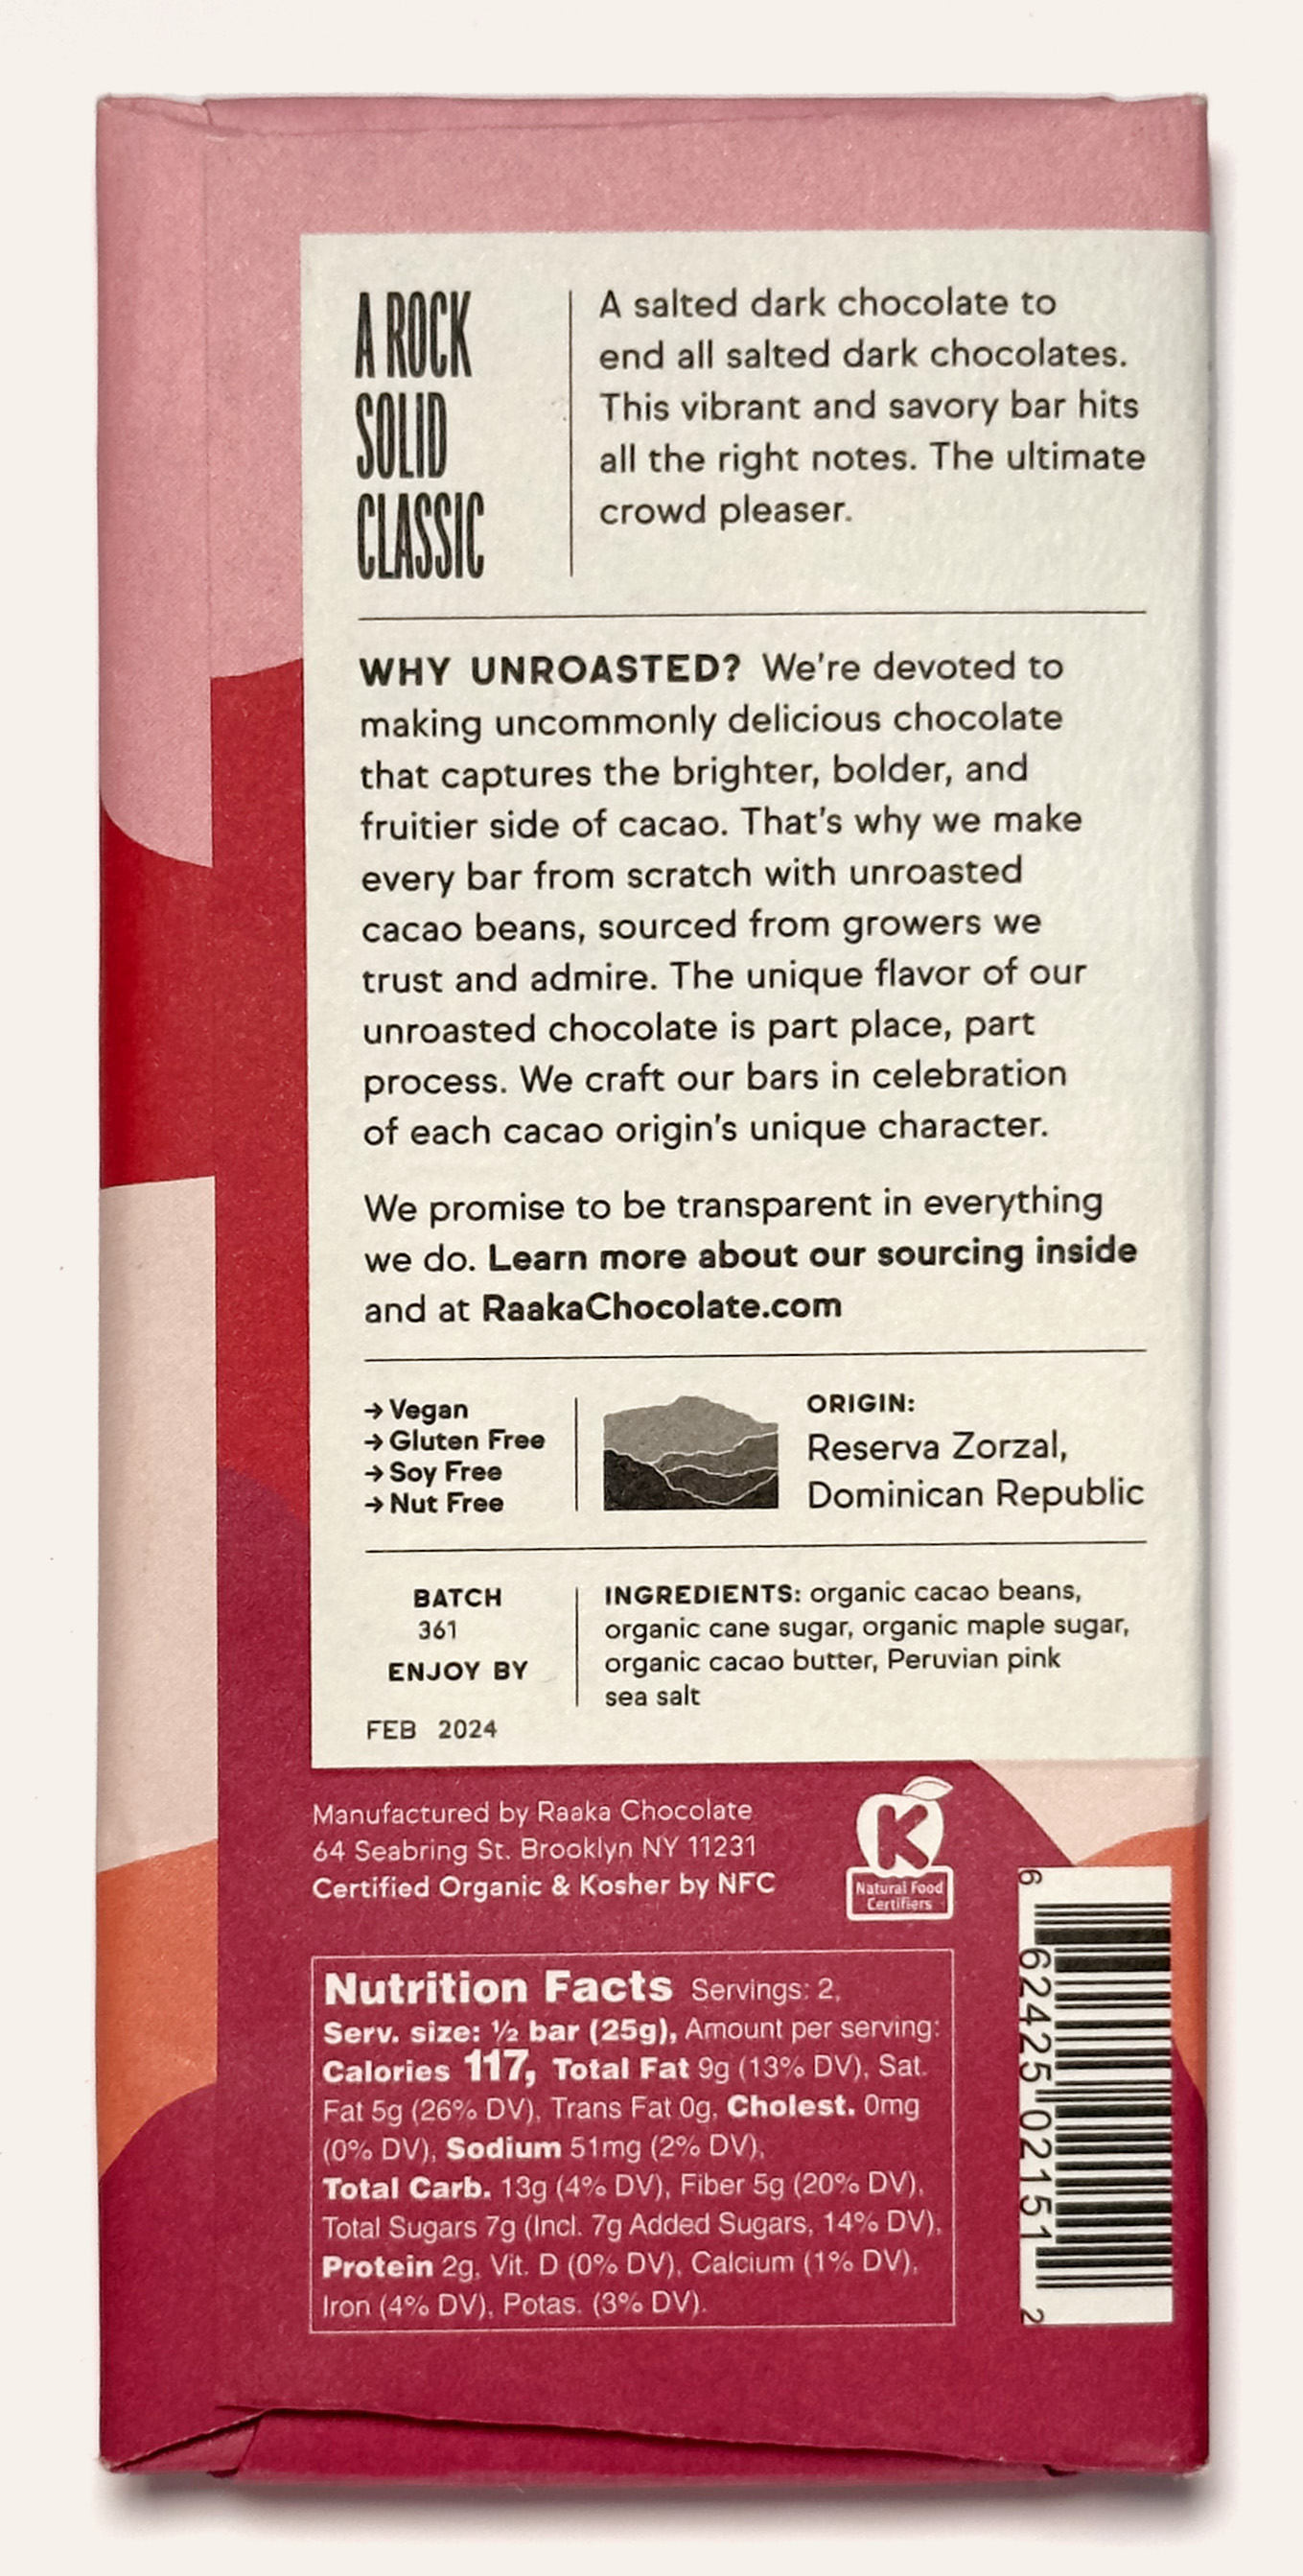 A ROCK
SOLID
CLASSIC
A salted dark chocolate to
end all salted dark chocolates.
This vibrant and savory bar hits
all the right notes. The ultimate
crowd pleaser.
WHY UNROASTED? We're devoted to
making uncommonly delicious chocolate
that captures the brighter, bolder, and
fruitier side of cacao. That's why we make
every bar from scratch with unroasted
cacao beans, sourced from growers we
trust and admire. The unique flavor of our
unroasted chocolate is part place, part
process. We craft our bars in celebration
of each cacao origin's unique character.
We promise to be transparent in everything
we do. Learn more about our sourcing inside
and at RaakaChocolate.com
→ Vegan
→ Gluten Free
→ Soy Free
→ Nut Free
ORIGIN:
Reserva Zorzal,
Dominican Republic
BATCH
361
ENJOY BY
FEB 2024
INGREDIENTS: organic cacao beans,
organic cane sugar, organic maple sugar,
organic cacao butter, Peruvian pink
sea salt
Manufactured by Raaka Chocolate
64 Seabring St. Brooklyn NY 11231
Certified Organic & Kosher by NFC
K
Natural Food
Certifiers
Nutrition Facts Servings: 2,
Serv. size: ½ bar (25g), Amount per serving:
Calories 117, Total Fat 9g (13% DV), Sat.
Fat 5g (26% DV), Trans Fat 0g, Cholest. 0mg
(0% DV), Sodium 51mg (2% DV),
Total Carb. 13g (4% DV), Fiber 5g (20% DV),
Total Sugars 7g (Incl. 7g Added Sugars, 14% DV),
Protein 2g, Vit. D (0% DV), Calcium (1% DV),
Iron (4% DV), Potas. (3% DV).
6 62425 02151 2